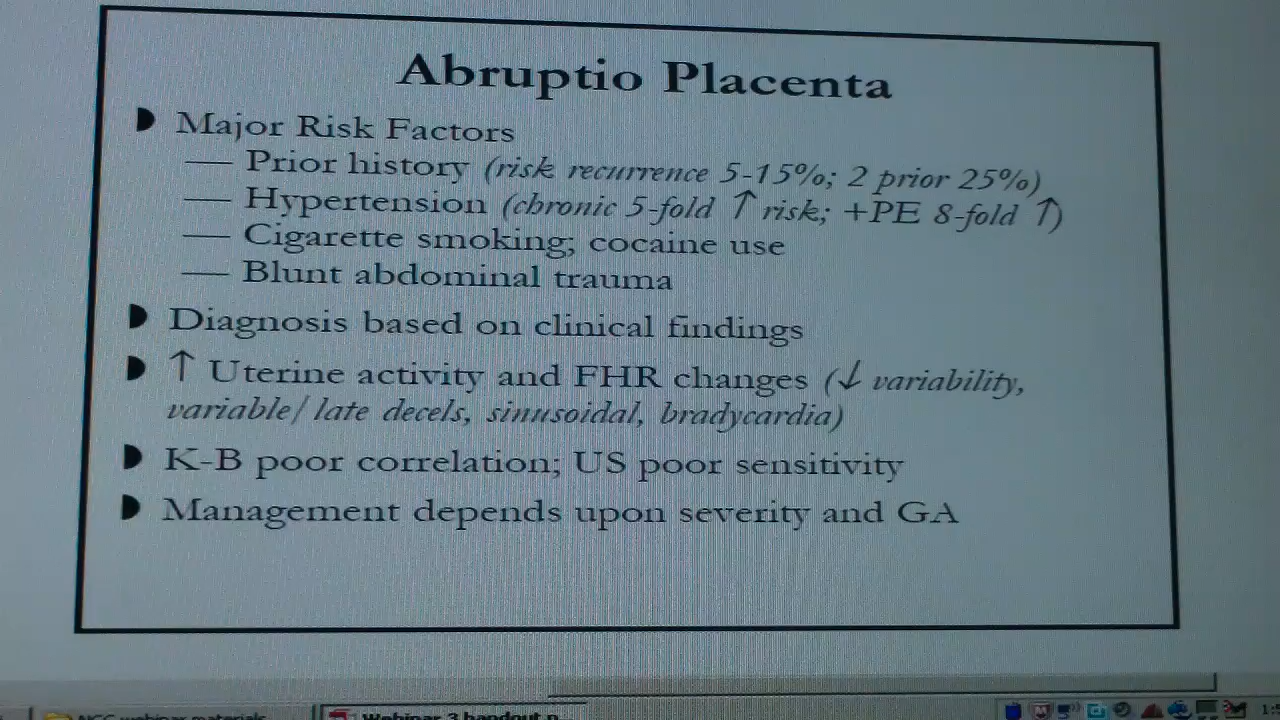 Abruptio Placenta
Major Risk Factors
— Prior history (risk recurrence 5-15%; 2 prior 25%)
— Hypertension (chronic 5-fold ↑ risk; +PE 8-fold ↑)
— Cigarette smoking; cocaine use
— Blunt abdominal trauma
Diagnosis based on clinical findings
↑ Uterine activity and FHR changes (↓ variability,
variable/ late decels, sinusoidal, bradycardia)
K-B poor correlation; US poor sensitivity
Management depends upon severity and GA
NCC webinar materials
Webinar 3 handout